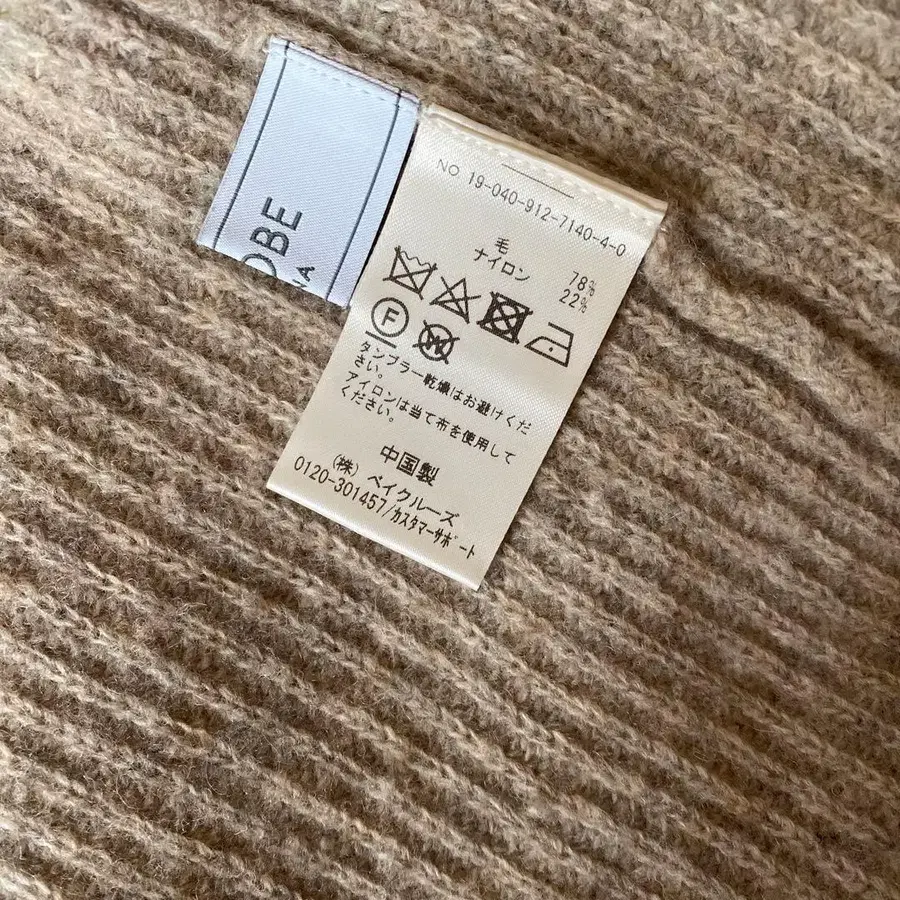 OBE
NA
NO 19-040-912-7140-4-0
毛 78%
ナイロン 22%
F
W
タンブラー乾燥はお避けくだ
さい。
アイロンは当て布を使用して
ください。
中国製
(株) ベイクルーズ
0120-301457/カスタマーサポート